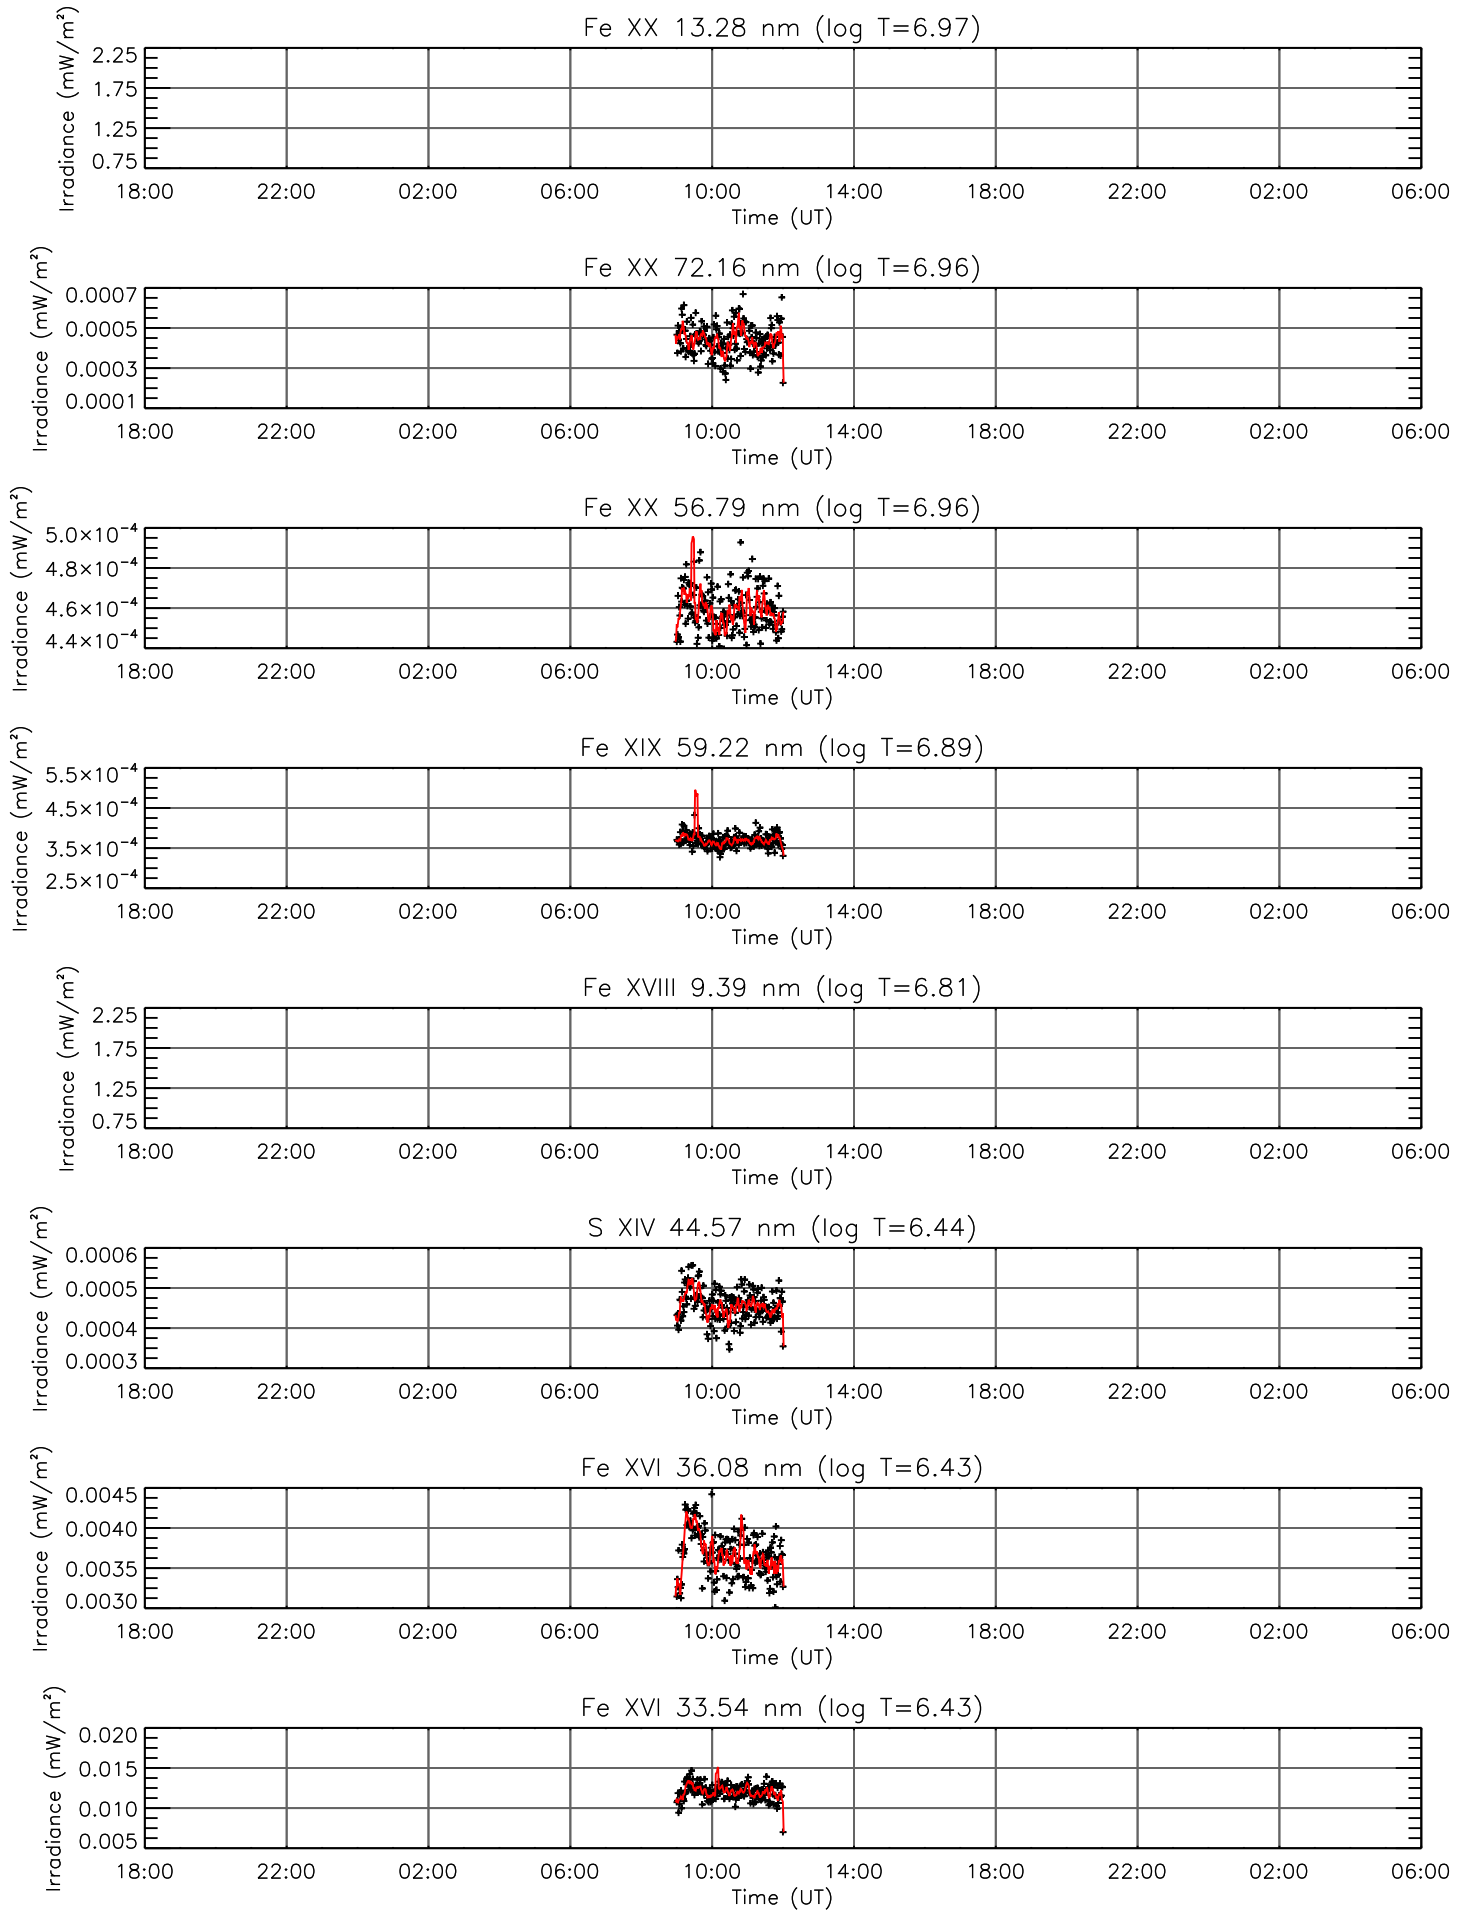 Fe XX 13.28 nm (log T=6.97)
Irradiance (mW/m²)
2.25
1.75
1.25
0.75
18:00 22:00 02:00 06:00 10:00 14:00 18:00 22:00 02:00 06:00
Time (UT)
Fe XX 72.16 nm (log T=6.96)
Irradiance (mW/m²)
0.0007
0.0005
0.0003
0.0001
18:00 22:00 02:00 06:00 10:00 14:00 18:00 22:00 02:00 06:00
Time (UT)
Fe XX 56.79 nm (log T=6.96)
Irradiance (mW/m²)
5.0×10⁻⁴
4.8×10⁻⁴
4.6×10⁻⁴
4.4×10⁻⁴
18:00 22:00 02:00 06:00 10:00 14:00 18:00 22:00 02:00 06:00
Time (UT)
Fe XIX 59.22 nm (log T=6.89)
Irradiance (mW/m²)
5.5×10⁻⁴
4.5×10⁻⁴
3.5×10⁻⁴
2.5×10⁻⁴
18:00 22:00 02:00 06:00 10:00 14:00 18:00 22:00 02:00 06:00
Time (UT)
Fe XVIII 9.39 nm (log T=6.81)
Irradiance (mW/m²)
2.25
1.75
1.25
0.75
18:00 22:00 02:00 06:00 10:00 14:00 18:00 22:00 02:00 06:00
Time (UT)
S XIV 44.57 nm (log T=6.44)
Irradiance (mW/m²)
0.0006
0.0005
0.0004
0.0003
18:00 22:00 02:00 06:00 10:00 14:00 18:00 22:00 02:00 06:00
Time (UT)
Fe XVI 36.08 nm (log T=6.43)
Irradiance (mW/m²)
0.0045
0.0040
0.0035
0.0030
18:00 22:00 02:00 06:00 10:00 14:00 18:00 22:00 02:00 06:00
Time (UT)
Fe XVI 33.54 nm (log T=6.43)
Irradiance (mW/m²)
0.020
0.015
0.010
0.005
18:00 22:00 02:00 06:00 10:00 14:00 18:00 22:00 02:00 06:00
Time (UT)